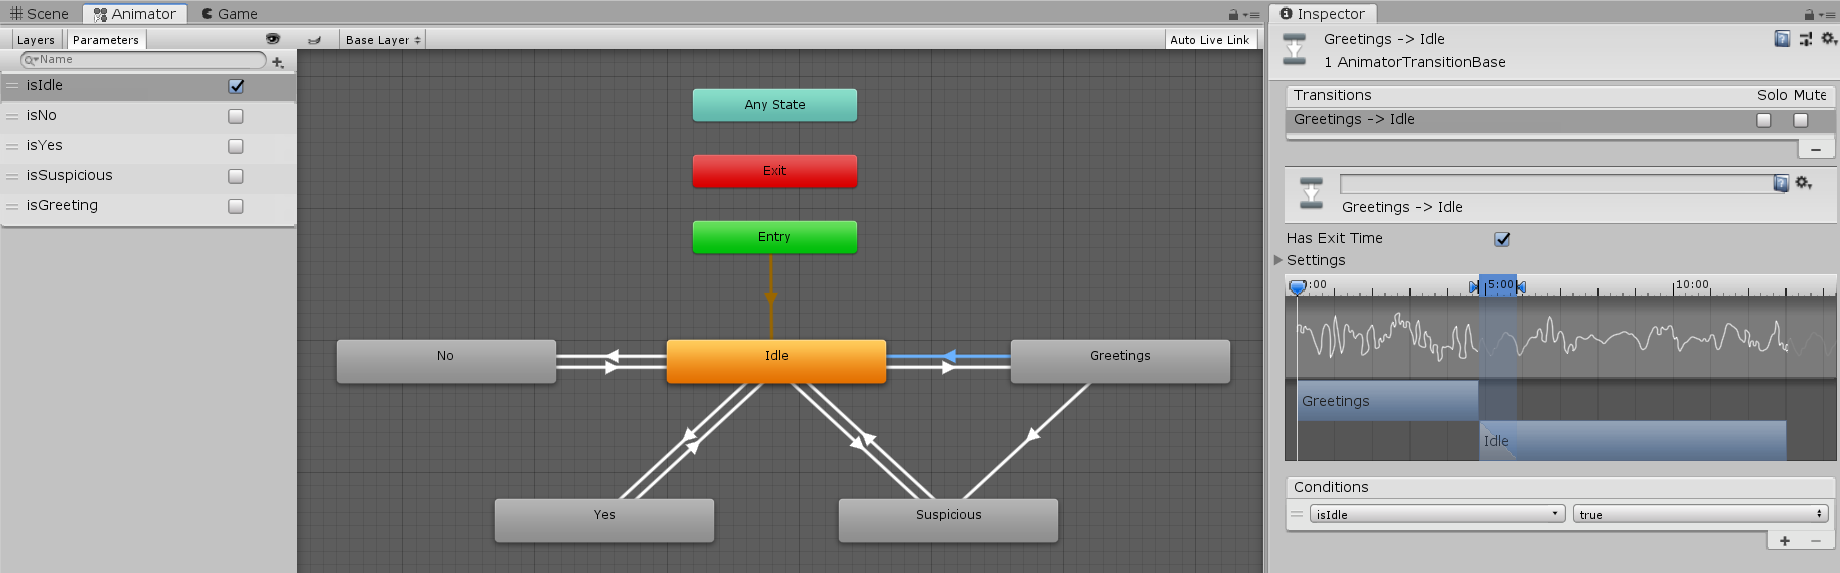 Scene
Animator
Game
Layers
Parameters
Base Layer
Auto Live Link
Name
isIdle
isNo
isYes
isSuspicious
isGreeting
Any State
Exit
Entry
No
Idle
Greetings
Yes
Suspicious
Inspector
Greetings -> Idle
1 AnimatorTransitionBase
Transitions Solo Mute
Greetings -> Idle
Greetings -> Idle
Has Exit Time
Settings
:00 5:00 10:00
Greetings
Idle
Conditions
isIdle true